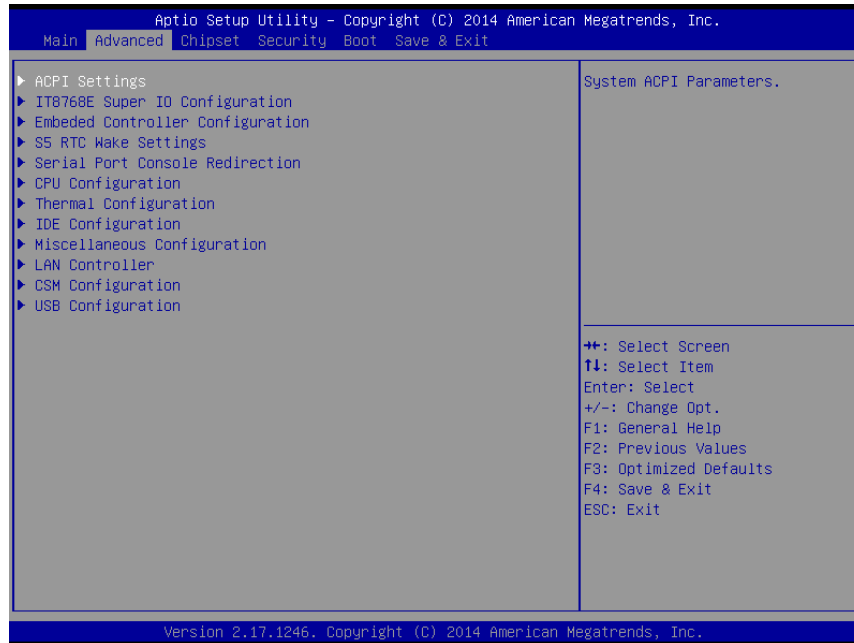 Aptio Setup Utility – Copyright (C) 2014 American Megatrends, Inc.
Main Advanced Chipset Security Boot Save & Exit
▶ ACPI Settings
▶ IT8768E Super IO Configuration
▶ Embeded Controller Configuration
▶ S5 RTC Wake Settings
▶ Serial Port Console Redirection
▶ CPU Configuration
▶ Thermal Configuration
▶ IDE Configuration
▶ Miscellaneous Configuration
▶ LAN Controller
▶ CSM Configuration
▶ USB Configuration
System ACPI Parameters.
→←: Select Screen
↑↓: Select Item
Enter: Select
+/-: Change Opt.
F1: General Help
F2: Previous Values
F3: Optimized Defaults
F4: Save & Exit
ESC: Exit
Version 2.17.1246. Copyright (C) 2014 American Megatrends, Inc.